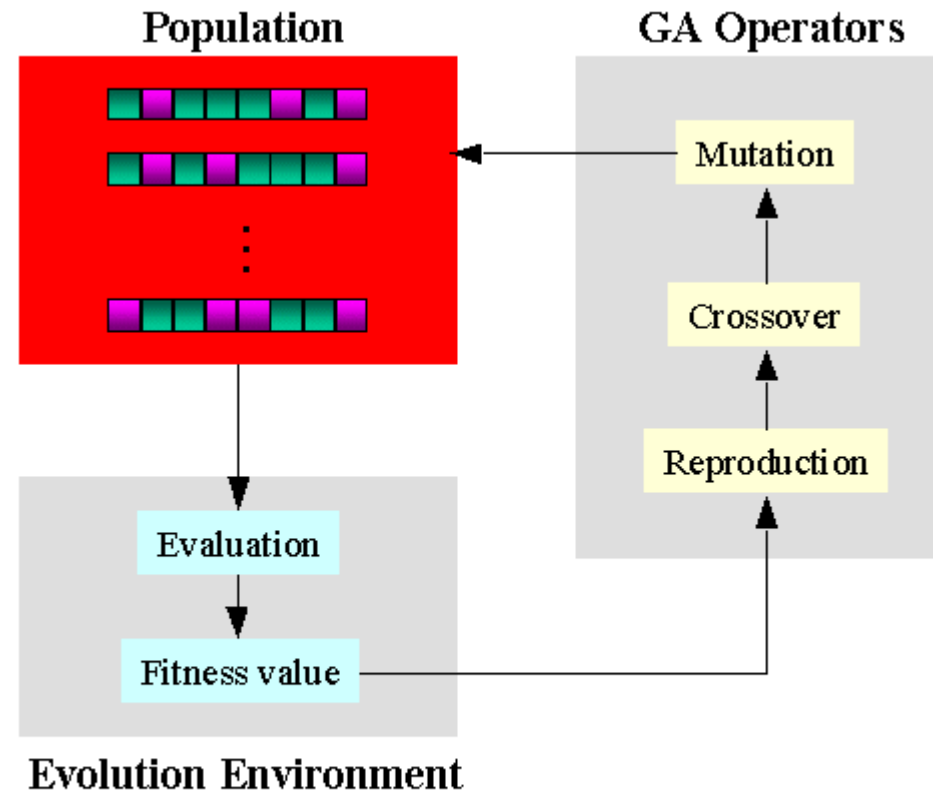 Population
GA Operators
Mutation
Crossover
Reproduction
Evaluation
Fitness value
Evolution Environment